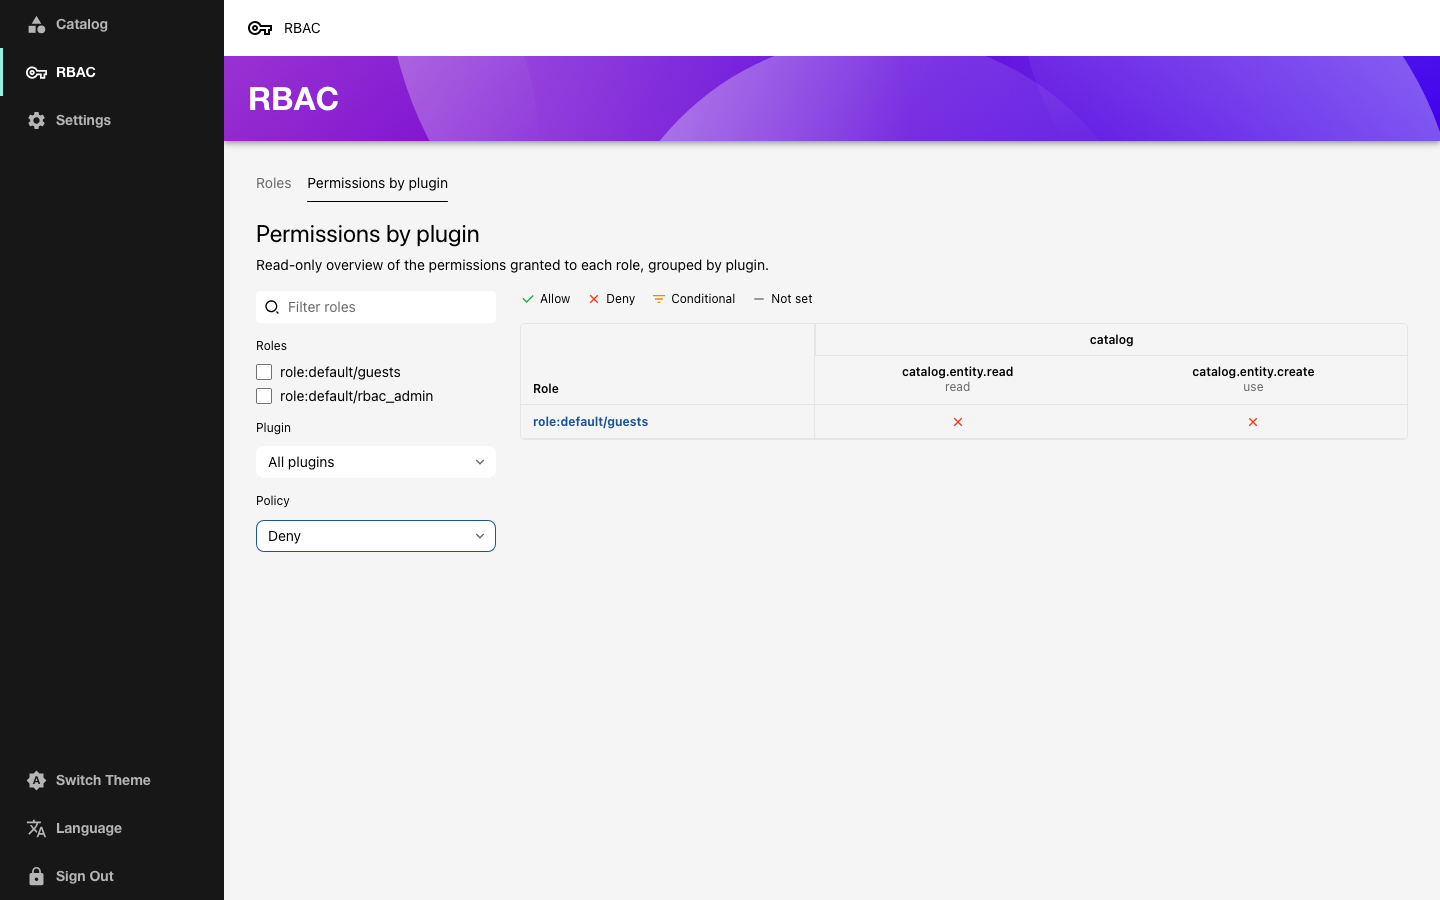 Catalog
RBAC
Settings
Switch Theme
Language
Sign Out
RBAC
RBAC
Roles
Permissions by plugin
Permissions by plugin
Read-only overview of the permissions granted to each role, grouped by plugin.
Filter roles
Roles
role:default/guests
role:default/rbac_admin
Plugin
All plugins
Policy
Deny
Allow
Deny
Conditional
Not set
catalog
Role
catalog.entity.read
read
catalog.entity.create
use
role:default/guests